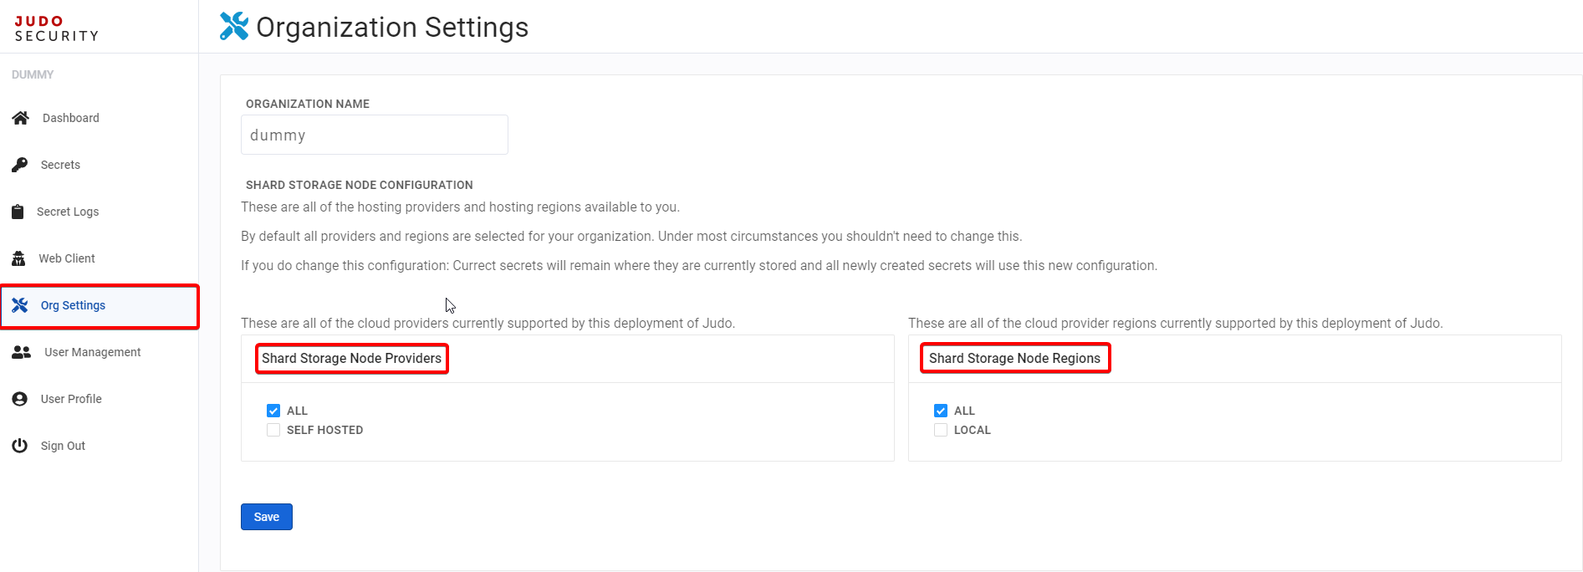 JUDO
SECURITY
Organization Settings
DUMMY
Dashboard
Secrets
Secret Logs
Web Client
Org Settings
User Management
User Profile
Sign Out
ORGANIZATION NAME
dummy
SHARD STORAGE NODE CONFIGURATION
These are all of the hosting providers and hosting regions available to you.
By default all providers and regions are selected for your organization. Under most circumstances you shouldn't need to change this.
If you do change this configuration: Currect secrets will remain where they are currently stored and all newly created secrets will use this new configuration.
These are all of the cloud providers currently supported by this deployment of Judo.
Shard Storage Node Providers
ALL
SELF HOSTED
These are all of the cloud provider regions currently supported by this deployment of Judo.
Shard Storage Node Regions
ALL
LOCAL
Save